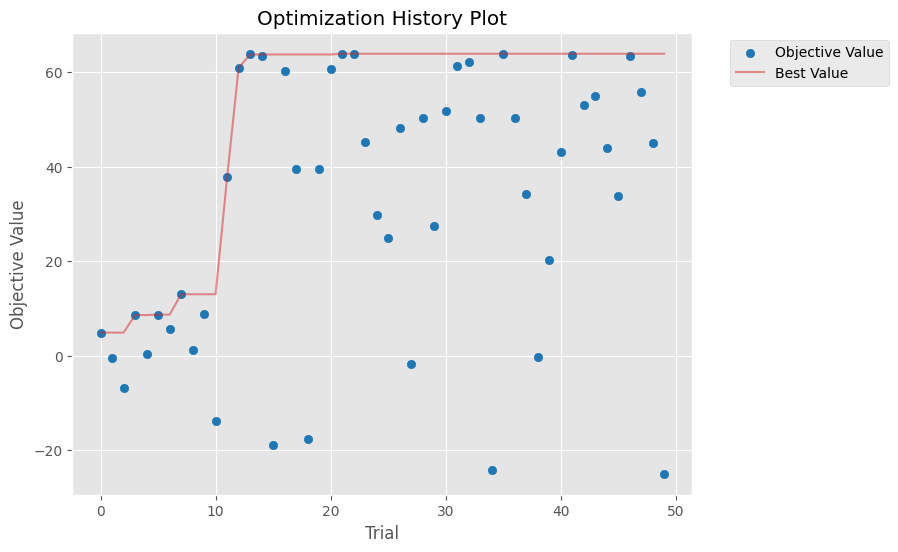 Optimization History Plot
Objective Value
Best Value
Objective Value
60
40
20
0
−20
0 10 20 30 40 50
Trial